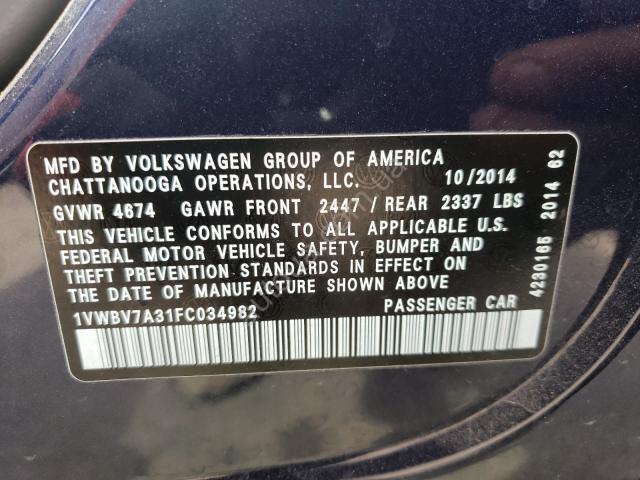 MFD BY VOLKSWAGEN GROUP OF AMERICA
CHATTANOOGA OPERATIONS, LLC. 10/2014
GVWR 4674 GAWR FRONT 2447 / REAR 2337 LBS
THIS VEHICLE CONFORMS TO ALL APPLICABLE U.S.
FEDERAL MOTOR VEHICLE SAFETY, BUMPER AND
THEFT PREVENTION STANDARDS IN EFFECT ON
THE DATE OF MANUFACTURE SHOWN ABOVE
1VWBV7A31FC034982 PASSENGER CAR
4230166 2014 62